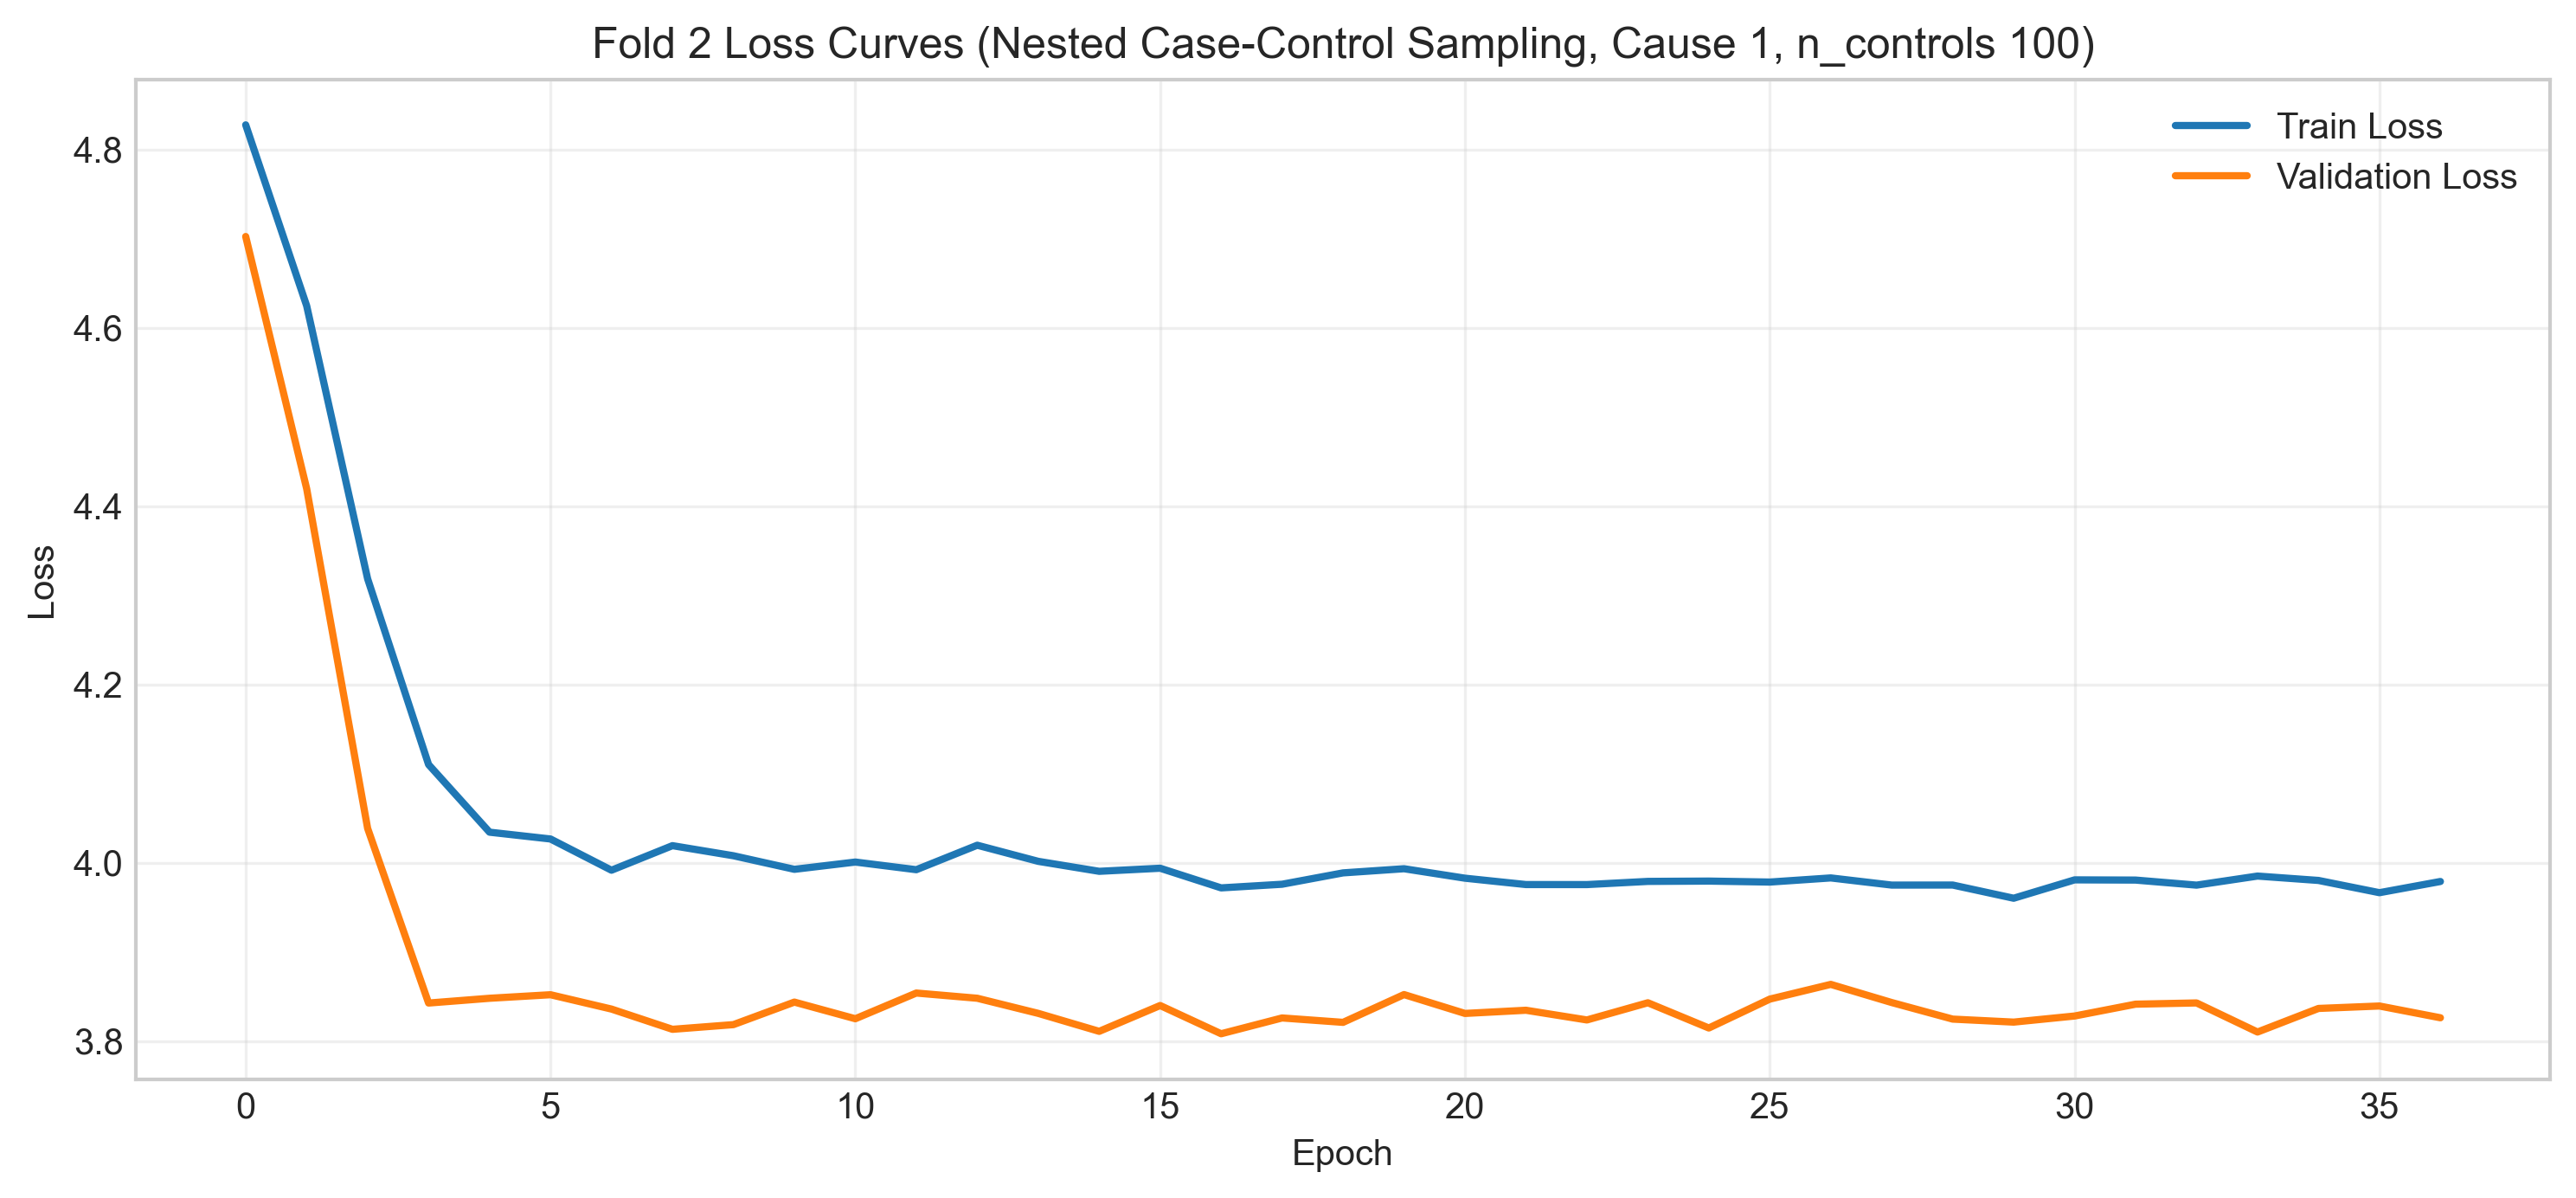 Fold 2 Loss Curves (Nested Case-Control Sampling, Cause 1, n_controls 100)
Train Loss
Validation Loss
4.8
4.6
4.4
4.2
4.0
3.8
Loss
0 5 10 15 20 25 30 35
Epoch